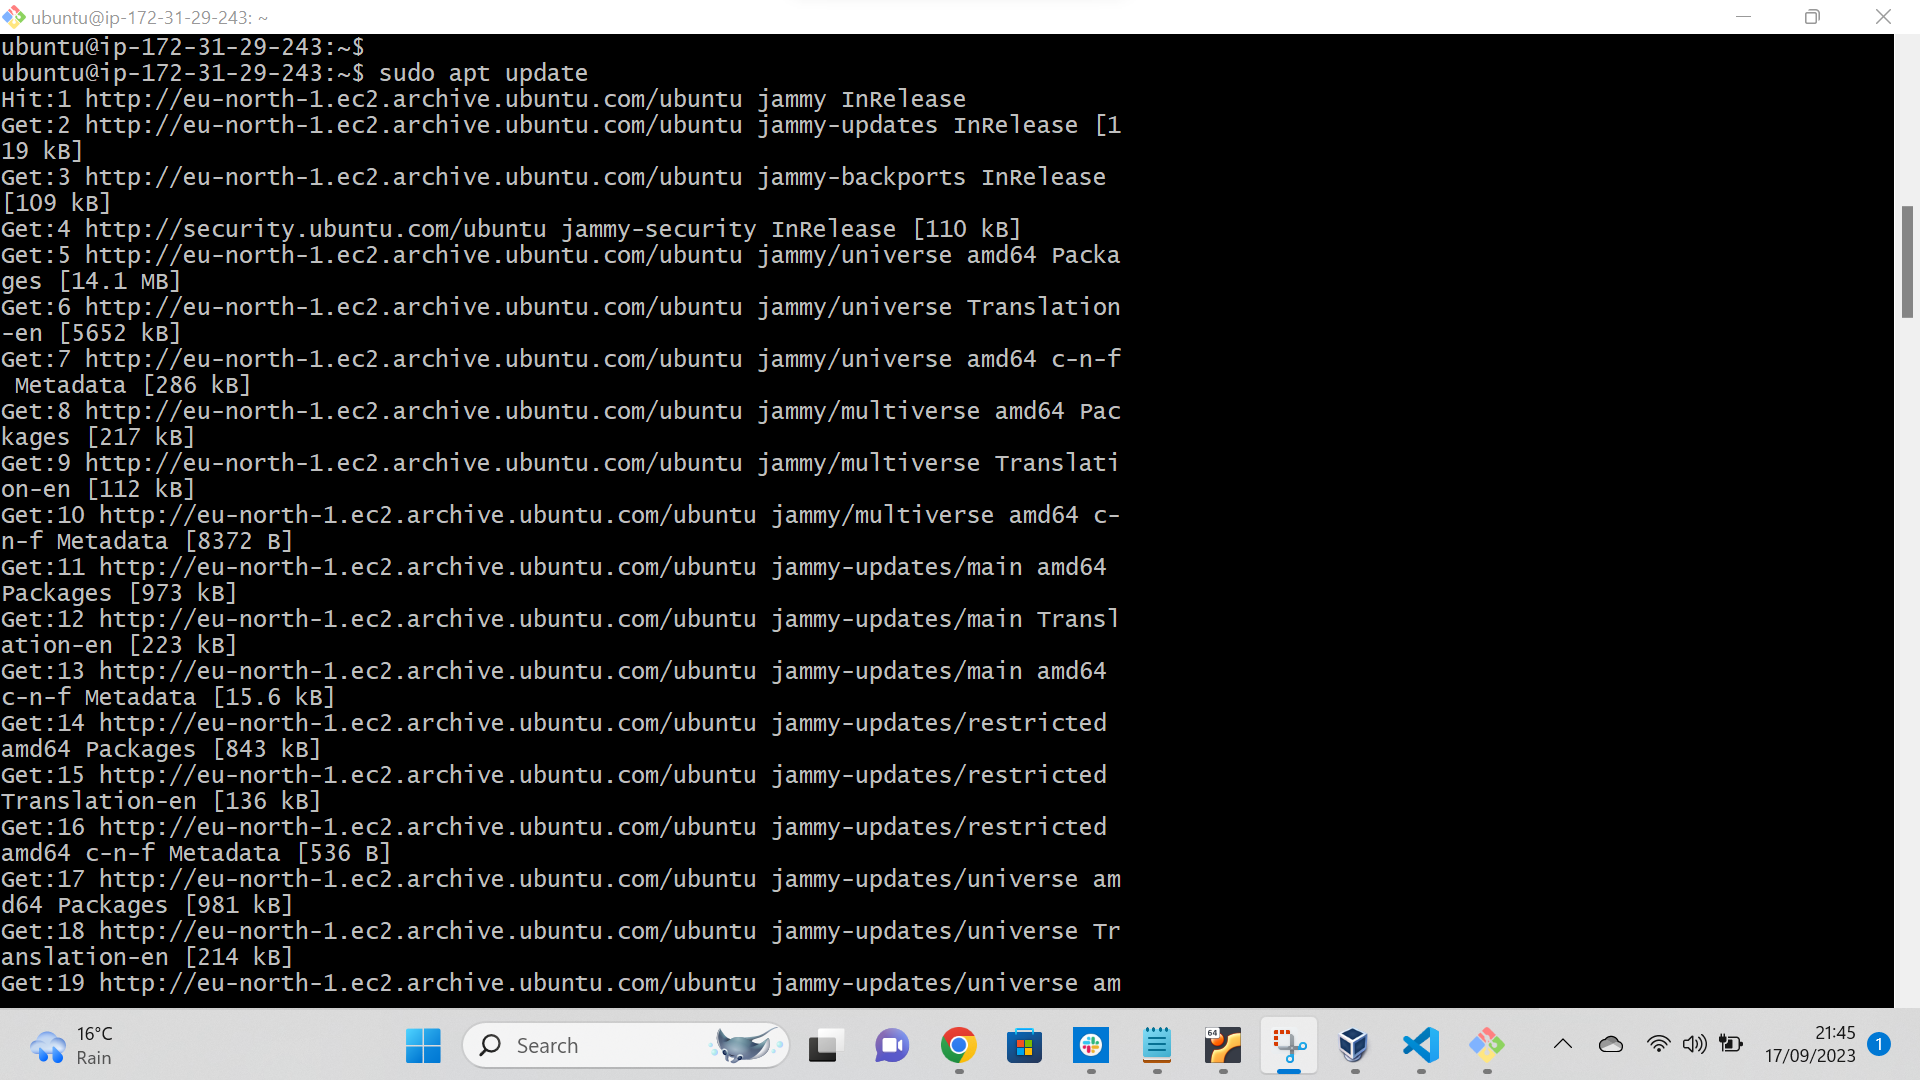 ubuntu@ip-172-31-29-243: ~
ubuntu@ip-172-31-29-243:~$
ubuntu@ip-172-31-29-243:~$ sudo apt update
Hit:1 http://eu-north-1.ec2.archive.ubuntu.com/ubuntu jammy InRelease
Get:2 http://eu-north-1.ec2.archive.ubuntu.com/ubuntu jammy-updates InRelease [1
19 kB]
Get:3 http://eu-north-1.ec2.archive.ubuntu.com/ubuntu jammy-backports InRelease
[109 kB]
Get:4 http://security.ubuntu.com/ubuntu jammy-security InRelease [110 kB]
Get:5 http://eu-north-1.ec2.archive.ubuntu.com/ubuntu jammy/universe amd64 Packa
ges [14.1 MB]
Get:6 http://eu-north-1.ec2.archive.ubuntu.com/ubuntu jammy/universe Translation
-en [5652 kB]
Get:7 http://eu-north-1.ec2.archive.ubuntu.com/ubuntu jammy/universe amd64 c-n-f
 Metadata [286 kB]
Get:8 http://eu-north-1.ec2.archive.ubuntu.com/ubuntu jammy/multiverse amd64 Pac
kages [217 kB]
Get:9 http://eu-north-1.ec2.archive.ubuntu.com/ubuntu jammy/multiverse Translati
on-en [112 kB]
Get:10 http://eu-north-1.ec2.archive.ubuntu.com/ubuntu jammy/multiverse amd64 c-
n-f Metadata [8372 B]
Get:11 http://eu-north-1.ec2.archive.ubuntu.com/ubuntu jammy-updates/main amd64
Packages [973 kB]
Get:12 http://eu-north-1.ec2.archive.ubuntu.com/ubuntu jammy-updates/main Transl
ation-en [223 kB]
Get:13 http://eu-north-1.ec2.archive.ubuntu.com/ubuntu jammy-updates/main amd64
c-n-f Metadata [15.6 kB]
Get:14 http://eu-north-1.ec2.archive.ubuntu.com/ubuntu jammy-updates/restricted
amd64 Packages [843 kB]
Get:15 http://eu-north-1.ec2.archive.ubuntu.com/ubuntu jammy-updates/restricted
Translation-en [136 kB]
Get:16 http://eu-north-1.ec2.archive.ubuntu.com/ubuntu jammy-updates/restricted
amd64 c-n-f Metadata [536 B]
Get:17 http://eu-north-1.ec2.archive.ubuntu.com/ubuntu jammy-updates/universe am
d64 Packages [981 kB]
Get:18 http://eu-north-1.ec2.archive.ubuntu.com/ubuntu jammy-updates/universe Tr
anslation-en [214 kB]
Get:19 http://eu-north-1.ec2.archive.ubuntu.com/ubuntu jammy-updates/universe am
16°C
Rain
Search
64
21:45
17/09/2023
1